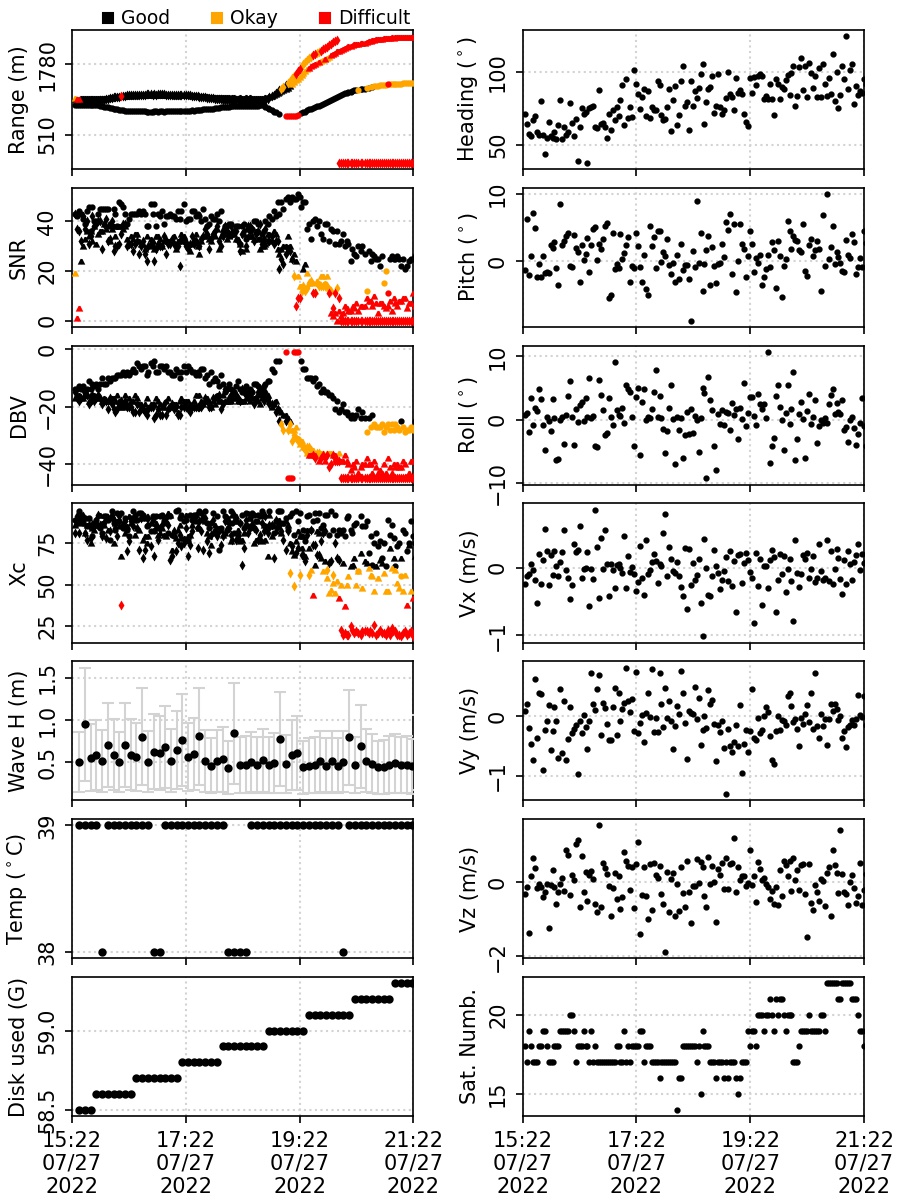 Good Okay Difficult
Range (m)
1780
510
Heading (°)
100
50
SNR
40
20
0
Pitch (°)
10
0
DBV
0
−20
−40
Roll (°)
10
0
−10
Xc
75
50
25
Vx (m/s)
0
−1
Wave H (m)
1.5
1.0
0.5
Vy (m/s)
0
−1
Temp (°C)
39
38
Vz (m/s)
0
−2
Disk used (G)
59.0
58.5
Sat. Numb.
20
15
15:22 17:22 19:22 21:22
07/27 07/27 07/27 07/27
2022 2022 2022 2022
15:22 17:22 19:22 21:22
07/27 07/27 07/27 07/27
2022 2022 2022 2022